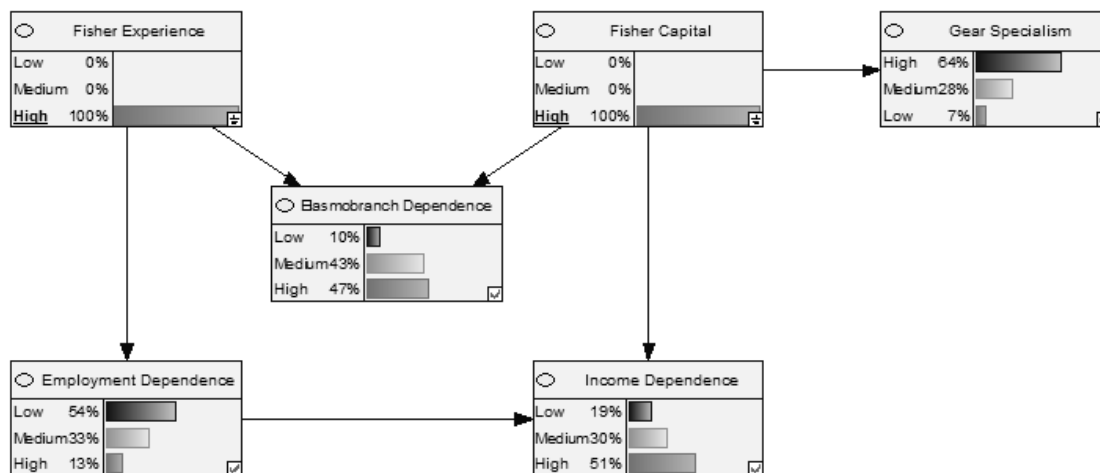 Fisher Experience
Low 0%
Medium 0%
High 100%
Fisher Capital
Low 0%
Medium 0%
High 100%
Gear Specialism
High 64%
Medium 28%
Low 7%
Elasmobranch Dependence
Low 10%
Medium 43%
High 47%
Employment Dependence
Low 54%
Medium 33%
High 13%
Income Dependence
Low 19%
Medium 30%
High 51%